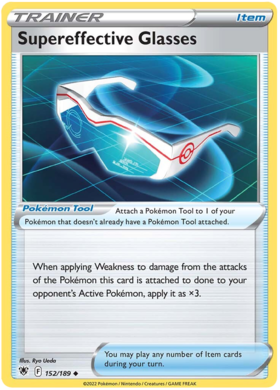 TRAINER Item
Supereffective Glasses
Pokémon Tool Attach a Pokémon Tool to 1 of your
Pokémon that doesn't already have a Pokémon Tool attached.
When applying Weakness to damage from the attacks
of the Pokémon this card is attached to done to your
opponent's Active Pokémon, apply it as ×3.
Illus. Ryo Ueda
You may play any number of Item cards
during your turn.
F 152/189
©2022 Pokémon / Nintendo / Creatures / GAME FREAK